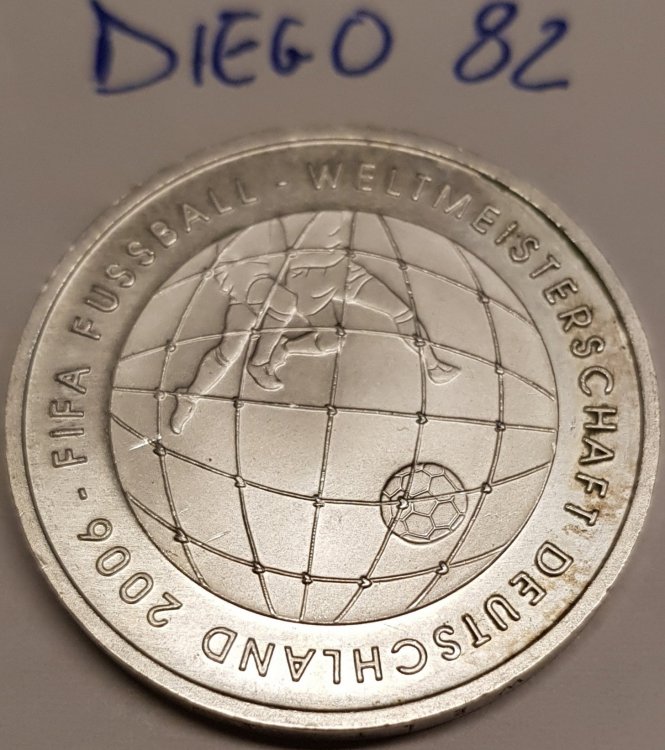 DIEGO 82
FIFA FUSSBALL - WELTMEISTERSCHAFT DEUTSCHLAND 2006 -